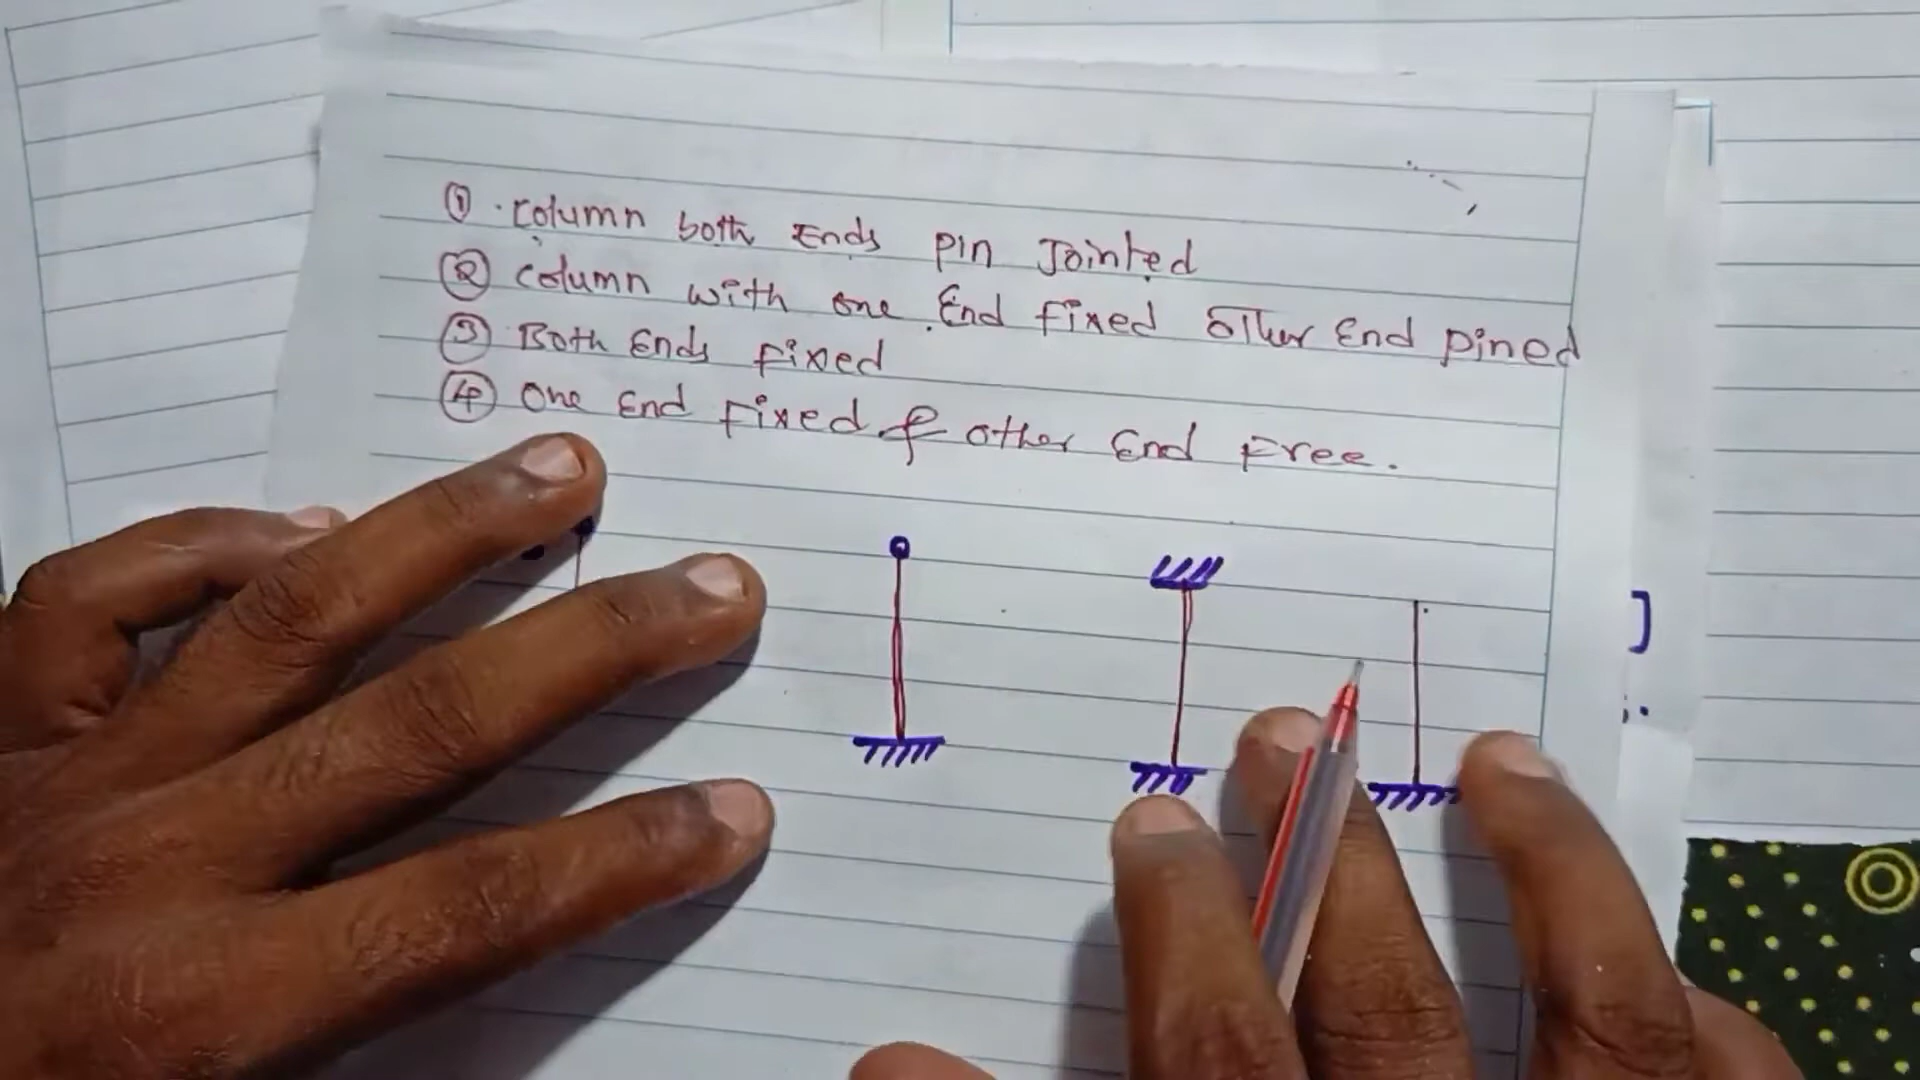 ① column both Ends pin Jointed
② column with one End fixed other End pined
③ Both Ends fixed
④ One End Fixed & other End Free.